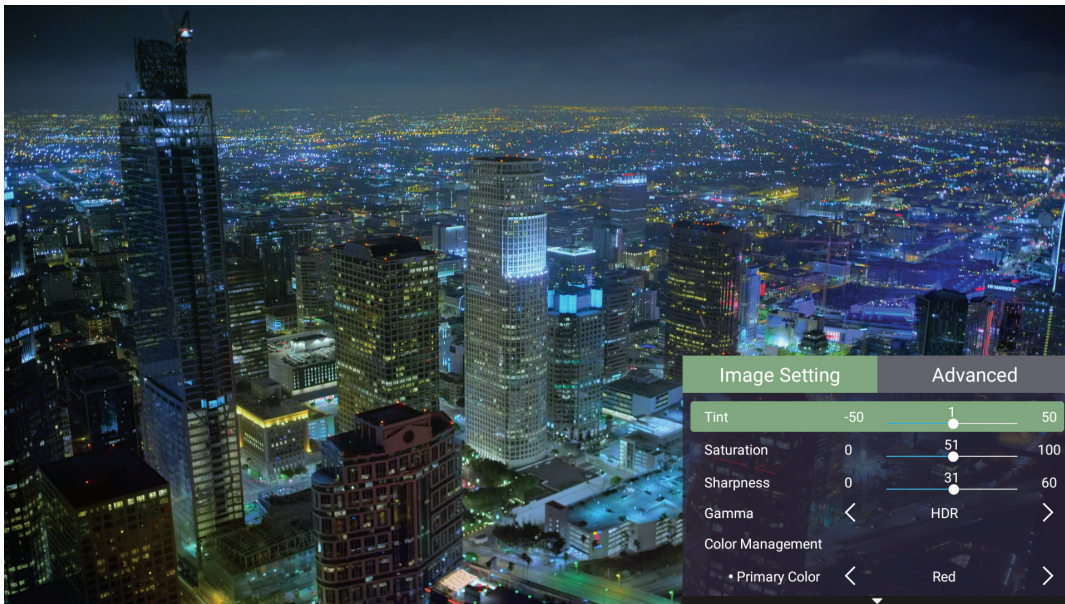 Image Setting Advanced
Tint -50 1 50
Saturation 0 51 100
Sharpness 0 31 60
Gamma HDR
Color Management
• Primary Color Red